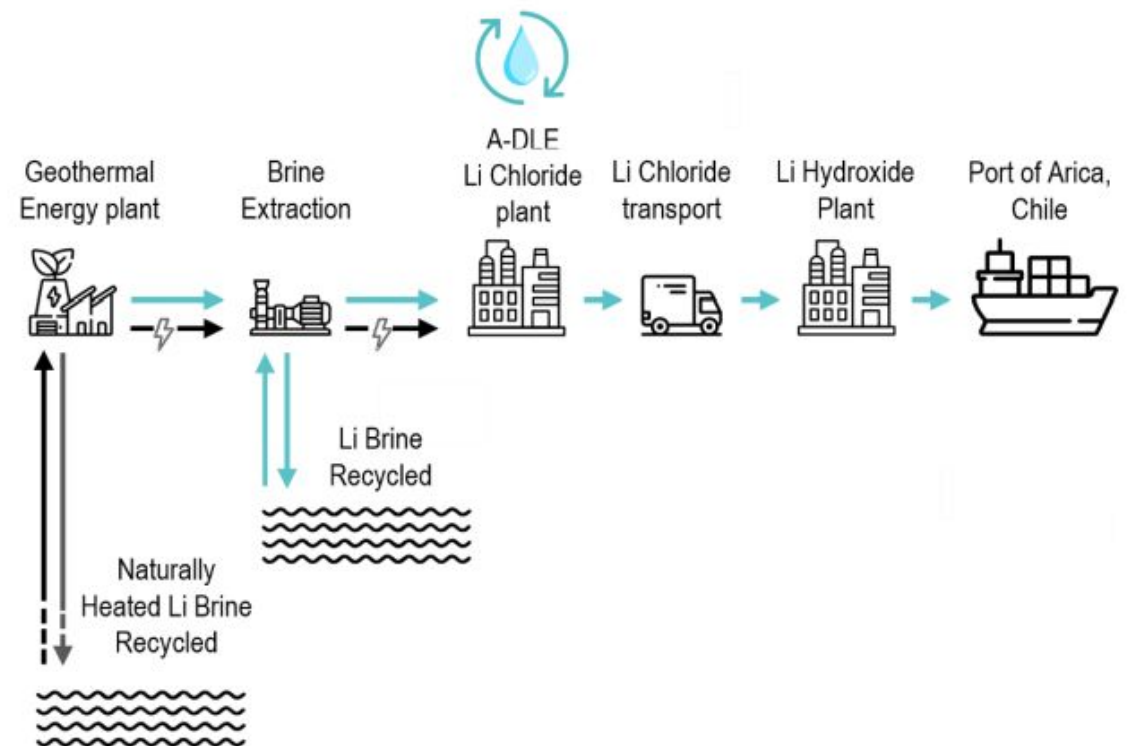 A-DLE
Li Chloride
plant
Geothermal
Energy plant
Brine
Extraction
Li Chloride
transport
Li Hydroxide
Plant
Port of Arica,
Chile
Li Brine
Recycled
Naturally
Heated Li Brine
Recycled